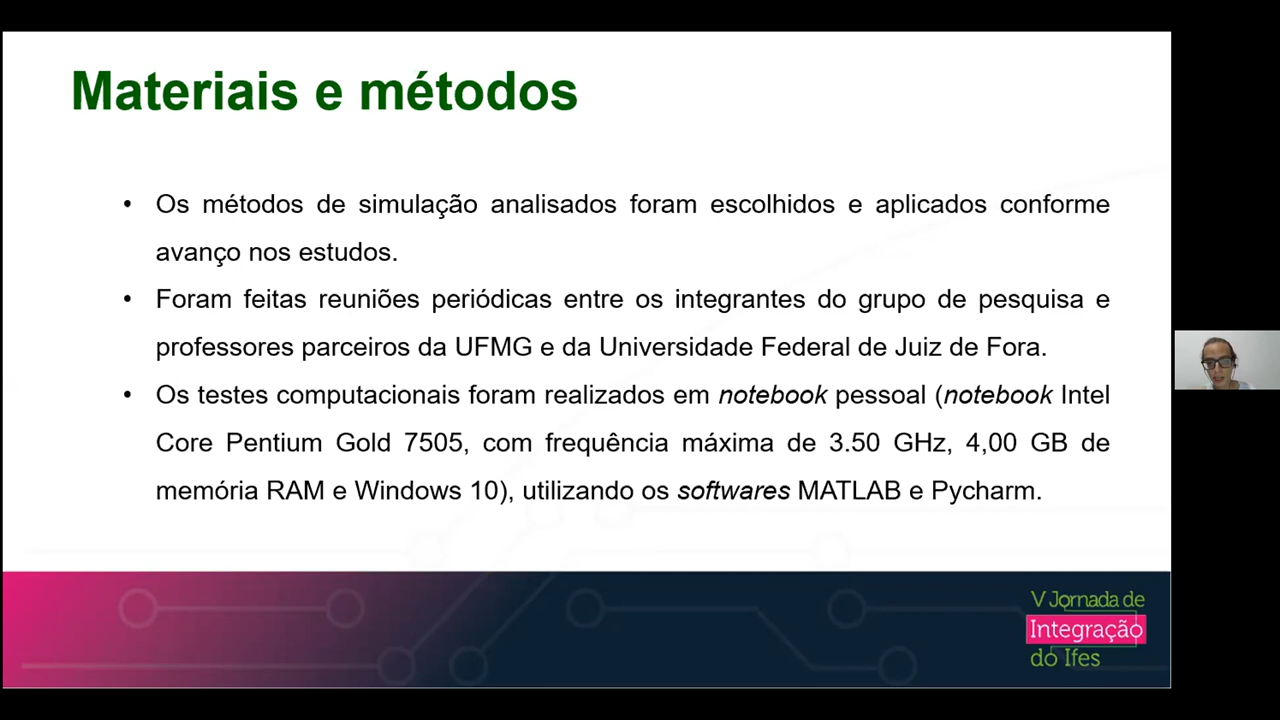 Materiais e métodos
• Os métodos de simulação analisados foram escolhidos e aplicados conforme
avanço nos estudos.
• Foram feitas reuniões periódicas entre os integrantes do grupo de pesquisa e
professores parceiros da UFMG e da Universidade Federal de Juiz de Fora.
• Os testes computacionais foram realizados em notebook pessoal (notebook Intel
Core Pentium Gold 7505, com frequência máxima de 3.50 GHz, 4,00 GB de
memória RAM e Windows 10), utilizando os softwares MATLAB e Pycharm.
V Jornada de
Integração
do Ifes